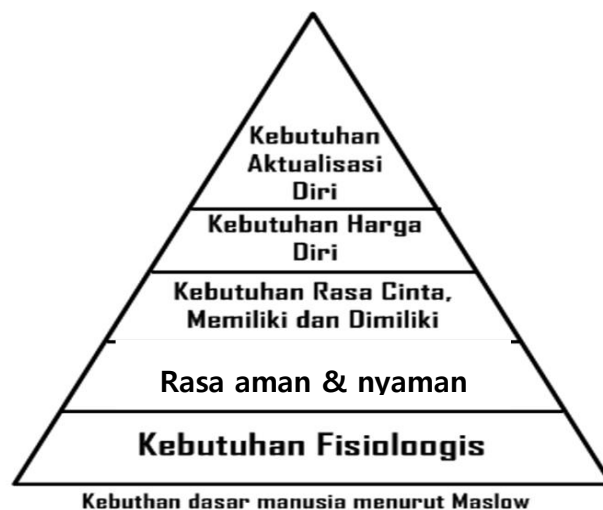 Kebutuhan
Aktualisasi
Diri
Kebutuhan Harga
Diri
Kebutuhan Rasa Cinta,
Memiliki dan Dimiliki
Rasa aman & nyaman
Kebutuhan Fisioloogis
Kebuthan dasar manusia menurut Maslow